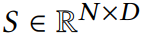 S ∈ ℝ^{N×D}